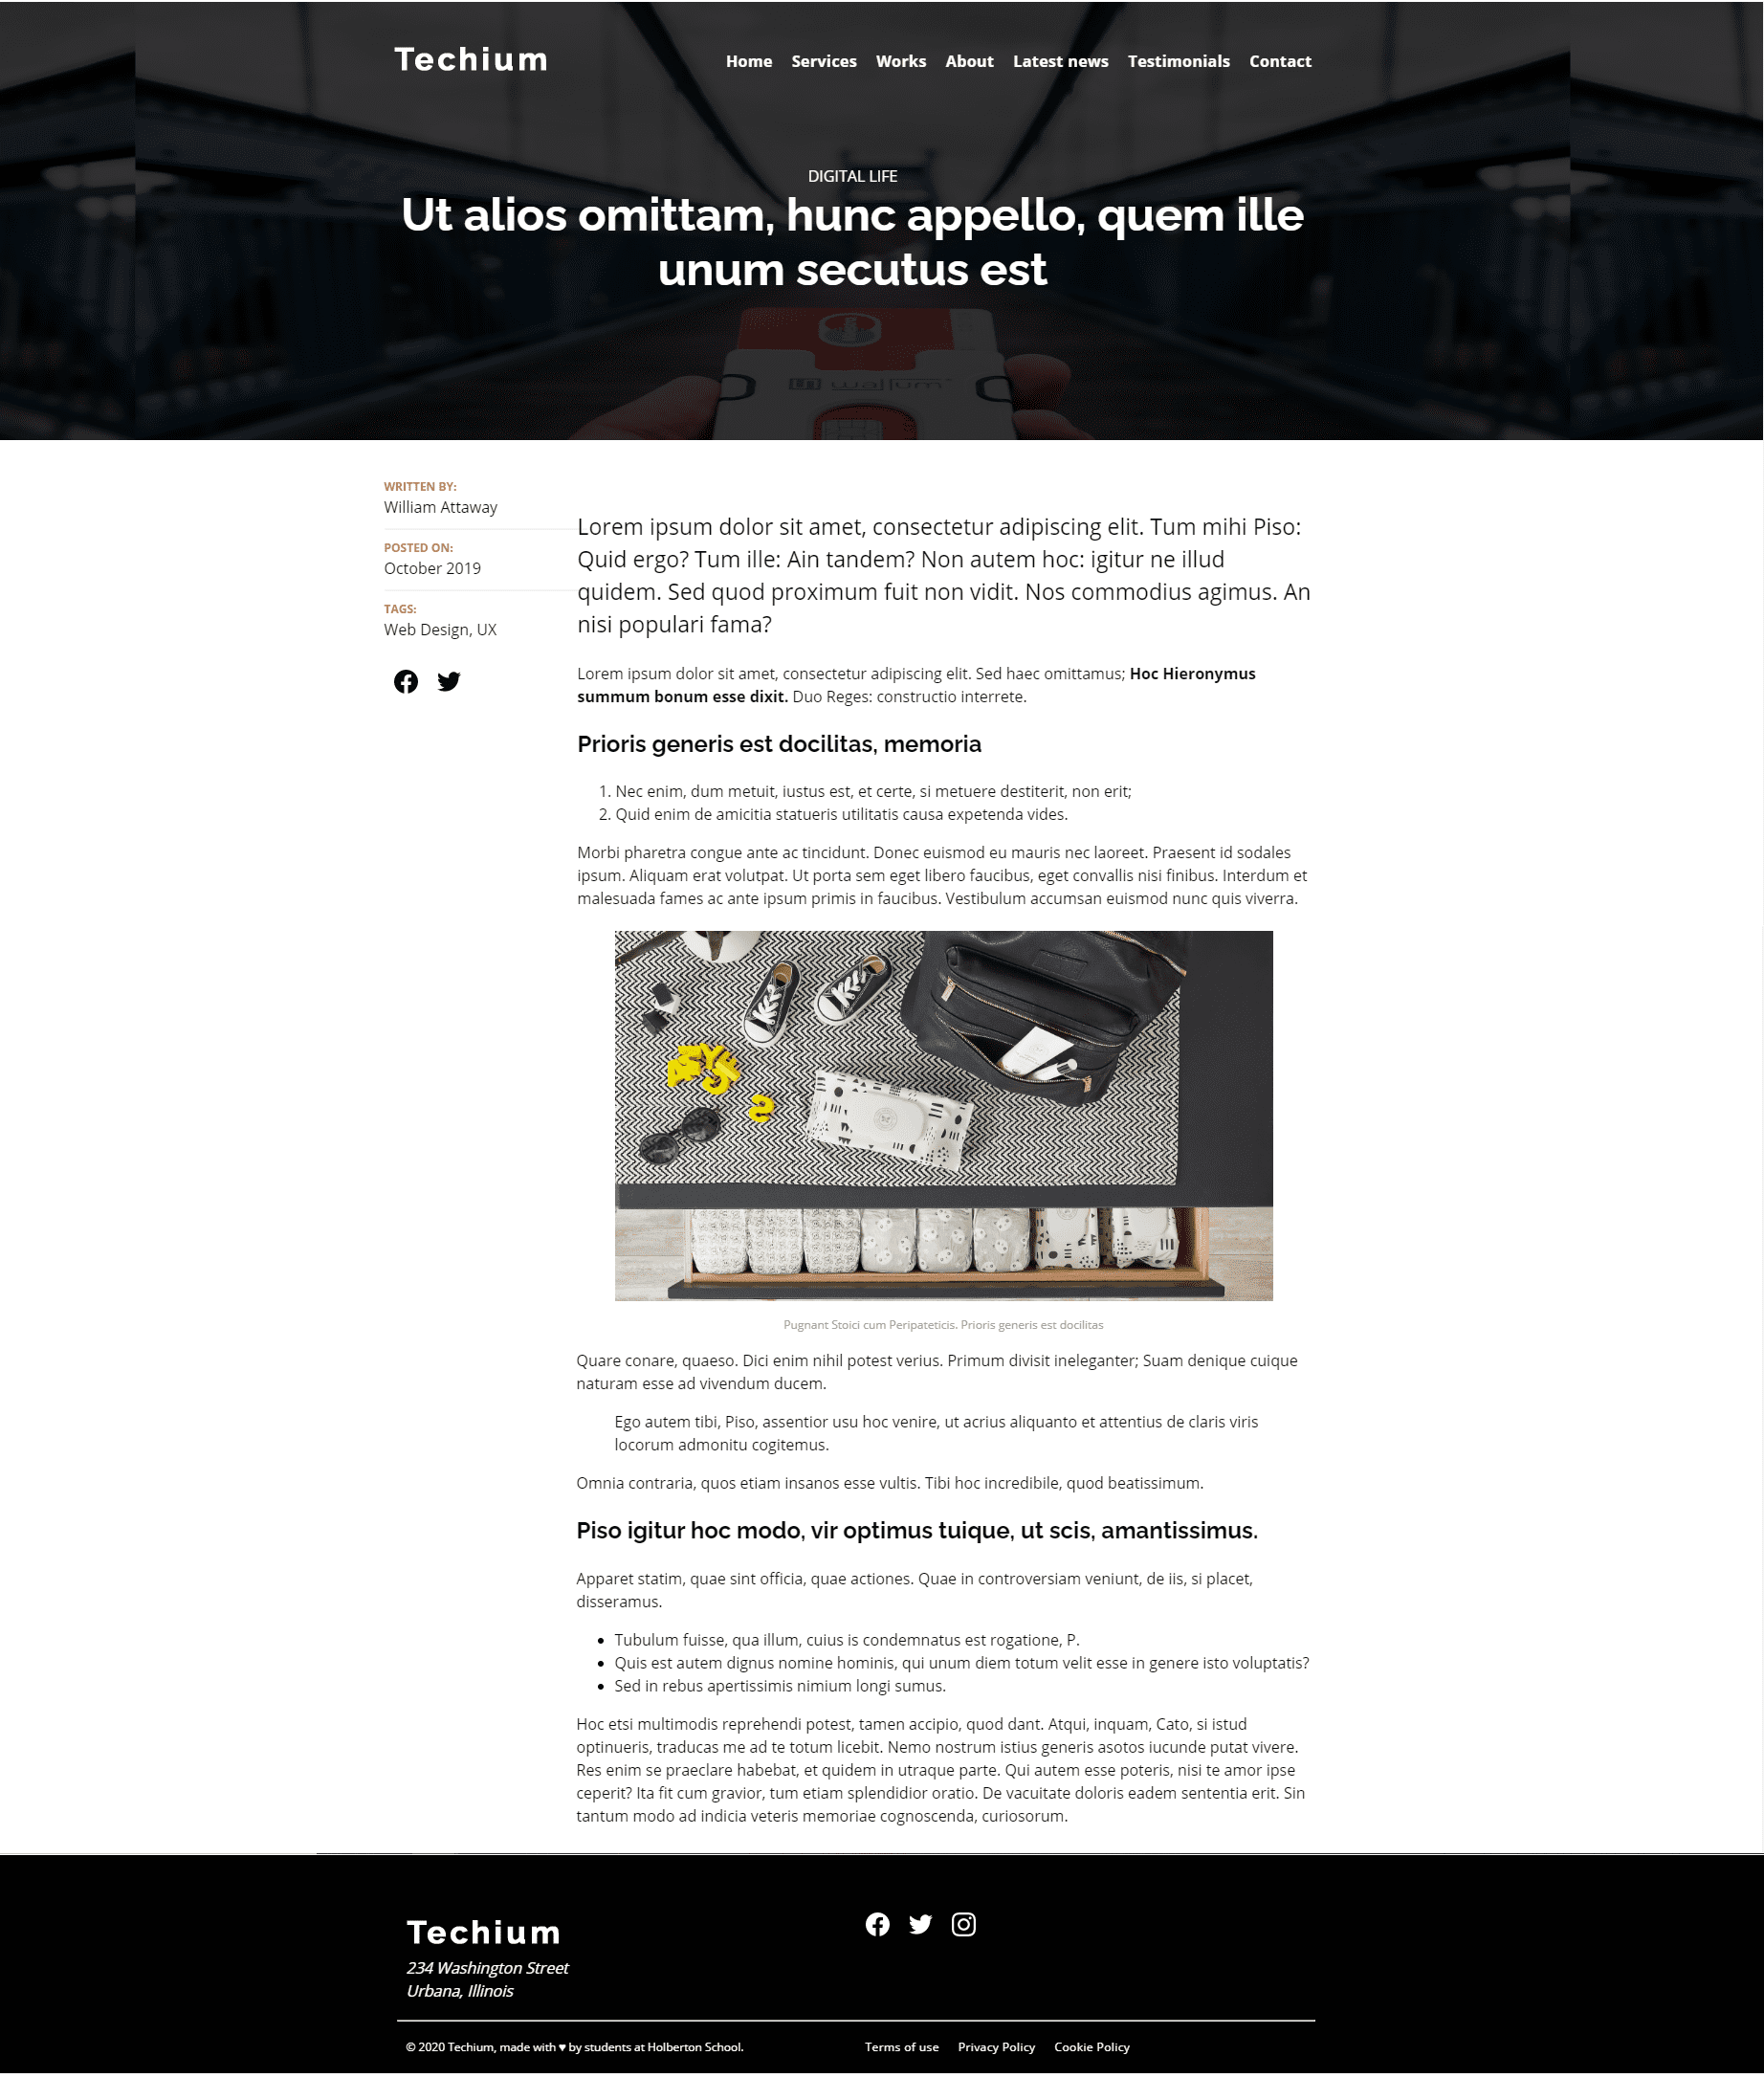 Techium
Home Services Works About Latest news Testimonials Contact
DIGITAL LIFE
Ut alios omittam, hunc appello, quem ille
unum secutus est
wallum
WRITTEN BY:
William Attaway
POSTED ON:
October 2019
TAGS:
Web Design, UX
Lorem ipsum dolor sit amet, consectetur adipiscing elit. Tum mihi Piso:
Quid ergo? Tum ille: Ain tandem? Non autem hoc: igitur ne illud
quidem. Sed quod proximum fuit non vidit. Nos commodius agimus. An
nisi populari fama?
Lorem ipsum dolor sit amet, consectetur adipiscing elit. Sed haec omittamus; Hoc Hieronymus
summum bonum esse dixit. Duo Reges: constructio interrete.
Prioris generis est docilitas, memoria
1. Nec enim, dum metuit, iustus est, et certe, si metuere destiterit, non erit;
2. Quid enim de amicitia statueris utilitatis causa expetenda vides.
Morbi pharetra congue ante ac tincidunt. Donec euismod eu mauris nec laoreet. Praesent id sodales
ipsum. Aliquam erat volutpat. Ut porta sem eget libero faucibus, eget convallis nisi finibus. Interdum et
malesuada fames ac ante ipsum primis in faucibus. Vestibulum accumsan euismod nunc quis viverra.
Pugnant Stoici cum Peripateticis. Prioris generis est docilitas
Quare conare, quaeso. Dici enim nihil potest verius. Primum divisit ineleganter; Suam denique cuique
naturam esse ad vivendum ducem.
Ego autem tibi, Piso, assentior usu hoc venire, ut acrius aliquanto et attentius de claris viris
locorum admonitu cogitemus.
Omnia contraria, quos etiam insanos esse vultis. Tibi hoc incredibile, quod beatissimum.
Piso igitur hoc modo, vir optimus tuique, ut scis, amantissimus.
Apparet statim, quae sint officia, quae actiones. Quae in controversiam veniunt, de iis, si placet,
disseramus.
• Tubulum fuisse, qua illum, cuius is condemnatus est rogatione, P.
• Quis est autem dignus nomine hominis, qui unum diem totum velit esse in genere isto voluptatis?
• Sed in rebus apertissimis nimium longi sumus.
Hoc etsi multimodis reprehendi potest, tamen accipio, quod dant. Atqui, inquam, Cato, si istud
optinueris, traducas me ad te totum licebit. Nemo nostrum istius generis asotos iucunde putat vivere.
Res enim se praeclare habebat, et quidem in utraque parte. Qui autem esse poteris, nisi te amor ipse
ceperit? Ita fit cum gravior, tum etiam splendidior oratio. De vacuitate doloris eadem sententia erit. Sin
tantum modo ad indicia veteris memoriae cognoscenda, curiosorum.
Techium
234 Washington Street
Urbana, Illinois
© 2020 Techium, made with ♥ by students at Holberton School.
Terms of use Privacy Policy Cookie Policy